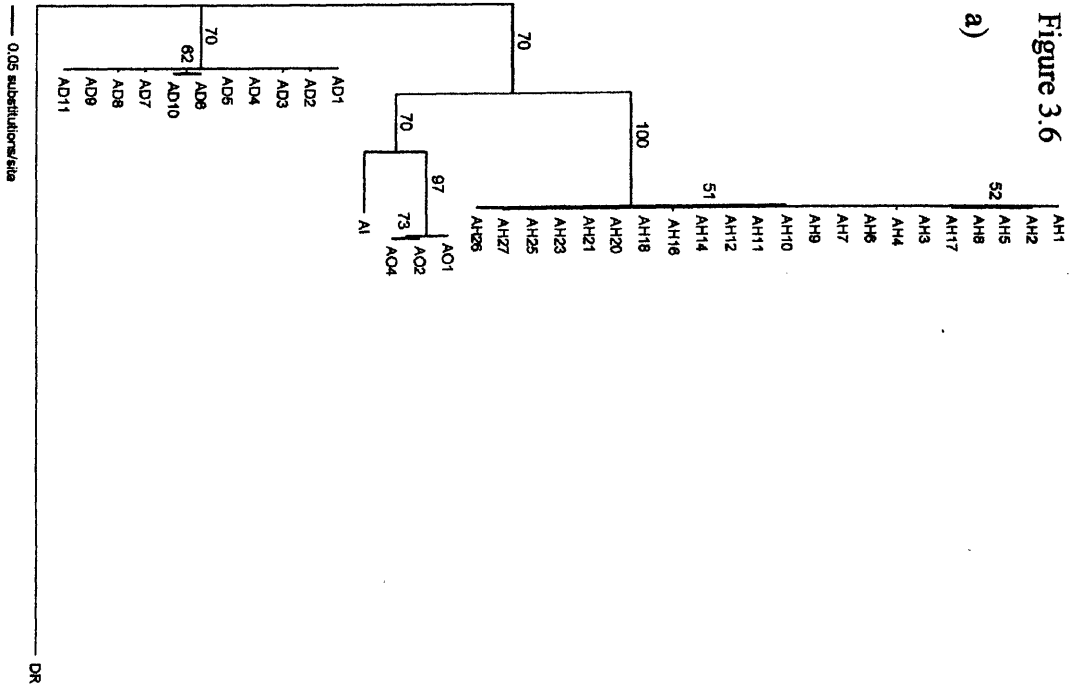 Figure 3.6
a)
AH1
AH2
52
AH5
AH8
AH17
AH3
AH4
AH6
AH7
AH9
AH10
AH11
51
AH12
AH14
AH16
100
AH18
AH20
AH21
AH23
AH25
AH27
AH26
70
AO1
97
AO2
73
AO4
70
AI
AD1
AD2
AD3
AD4
AD5
AD6
70
62
AD10
AD7
AD8
AD9
AD11
DR
0.05 substitutions/site